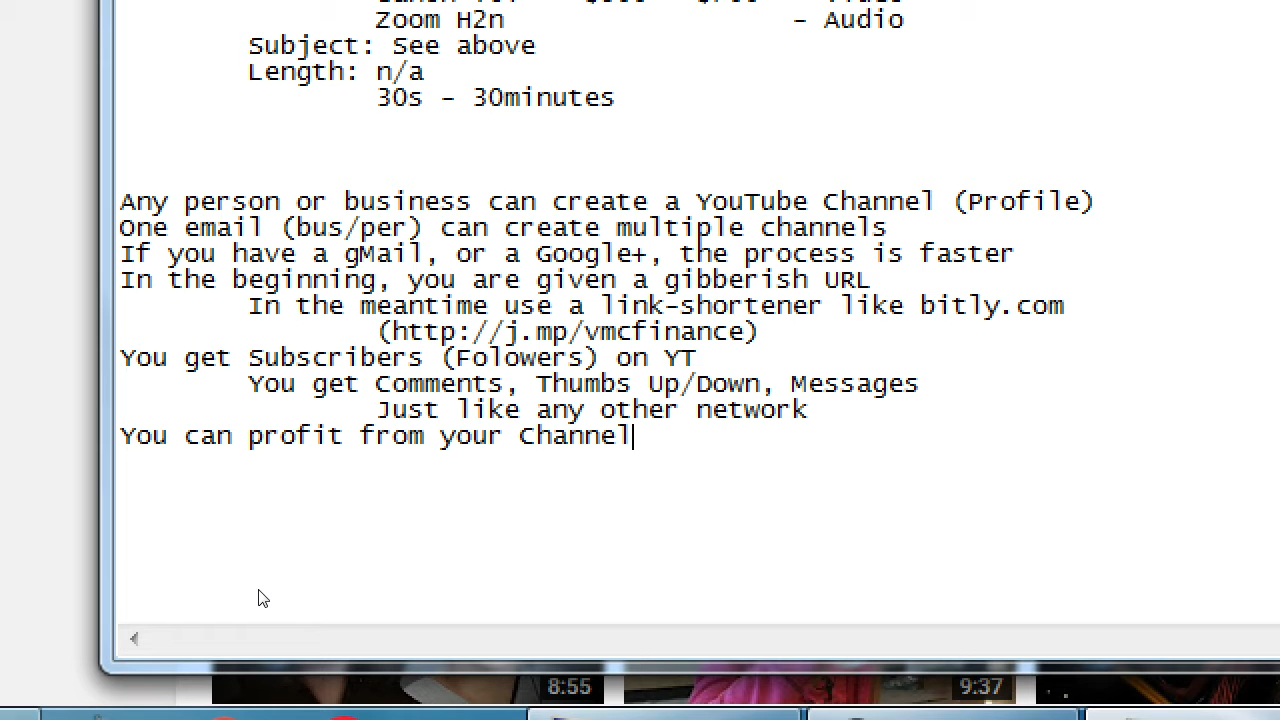 Zoom H2n - Audio
Subject: See above
Length: n/a
30s - 30minutes
Any person or business can create a YouTube Channel (Profile)
One email (bus/per) can create multiple channels
If you have a gMail, or a Google+, the process is faster
In the beginning, you are given a gibberish URL
In the meantime use a link-shortener like bitly.com
(http://j.mp/vmcfinance)
You get Subscribers (Folowers) on YT
You get Comments, Thumbs Up/Down, Messages
Just like any other network
You can profit from your Channel
8:55
9:37